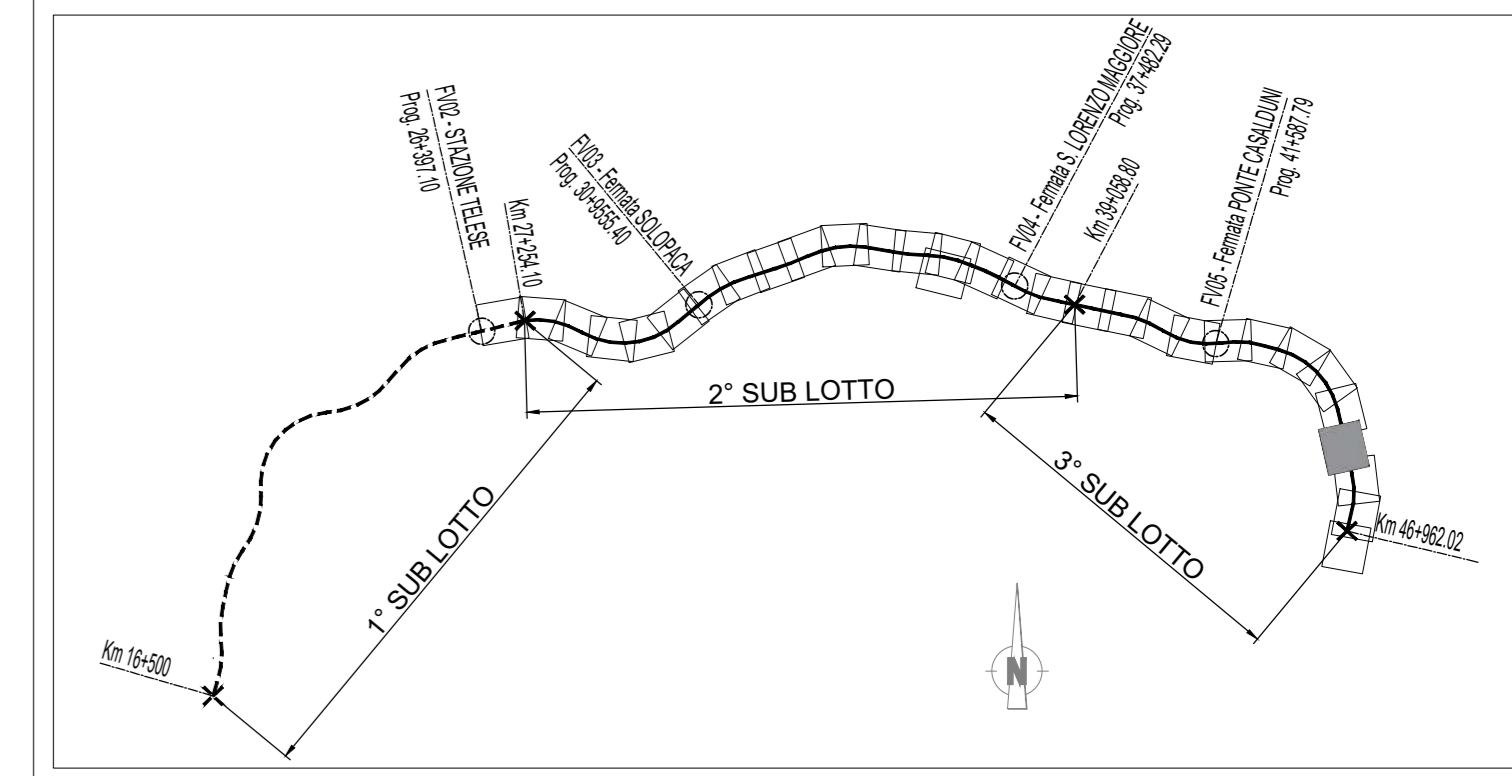 FV02 - STAZIONE TELESE
Prog. 26+397.10
Km 27+254.10
FV03 - Fermata SOLOPACA
Prog. 30+9555.40
FV04 - Fermata S. LORENZO MAGGIORE
Prog. 37+482.29
Km 39+058.80
FV05 - Fermata PONTE CASALDUNI
Prog. 41+587.79
2° SUB LOTTO
1° SUB LOTTO
3° SUB LOTTO
Km 46+962.02
Km 16+500
N